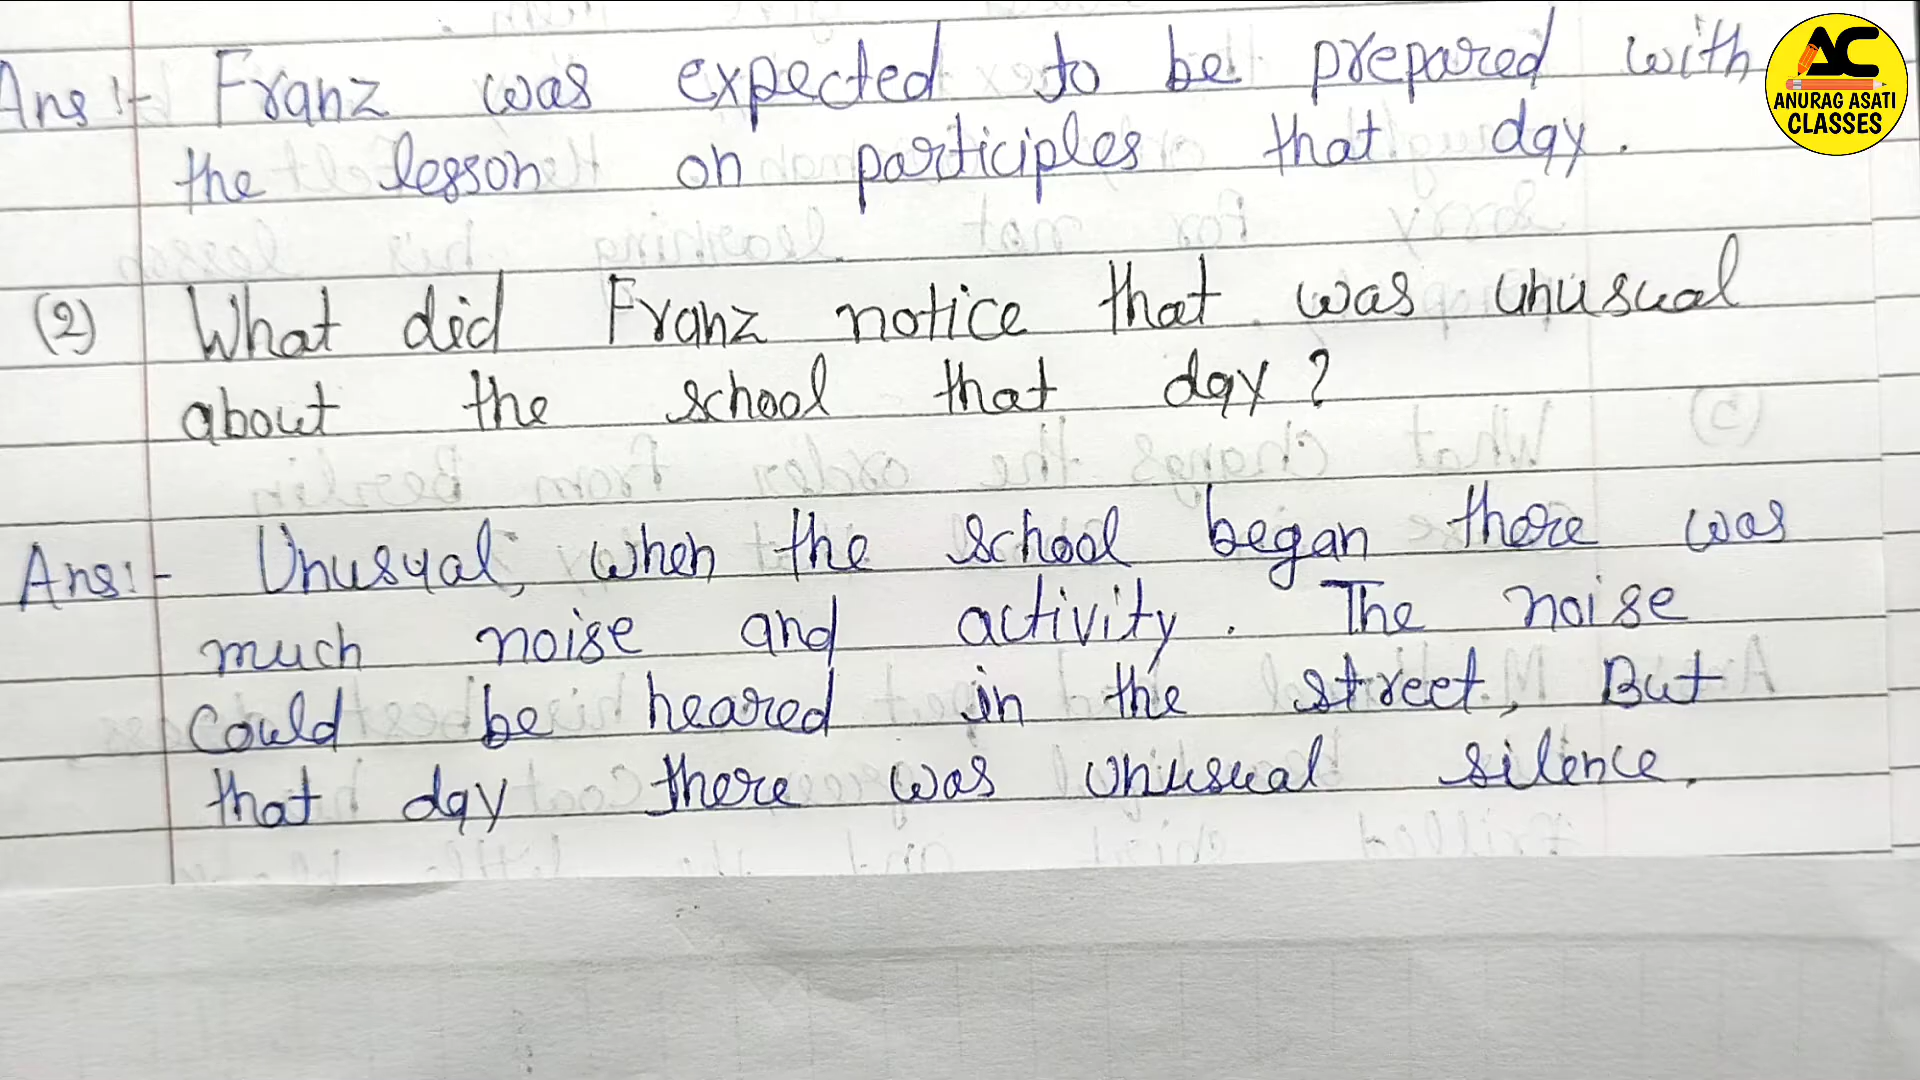 Ans :- Franz was expected to be prepared with
the lesson on participles that day.
(2) What did Franz notice that was unusual
about the school that day ?
Ans :- Unusual, when the school began there was
much noise and activity. The noise
could be heared in the street, But
that day there was unusual silence.
AC
ANURAG ASATI
CLASSES